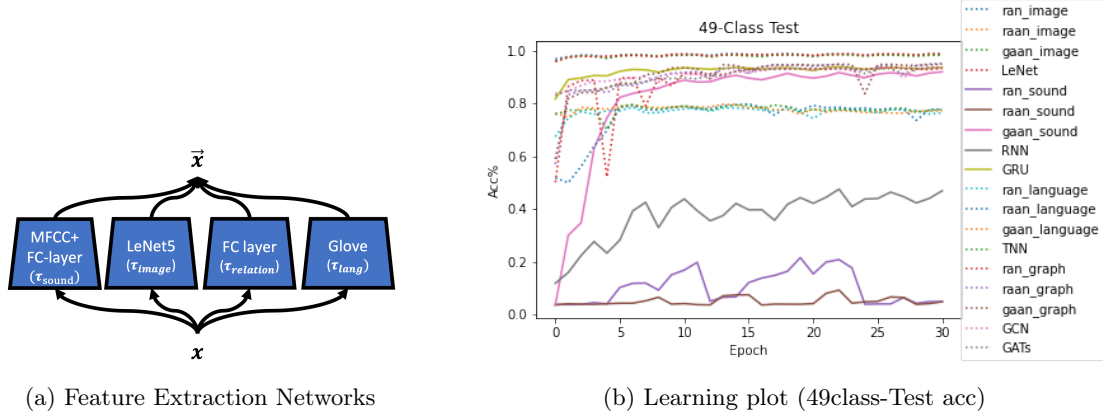 x⃗
MFCC+
FC-layer
(τsound)
LeNet5
(τimage)
FC layer
(τrelation)
Glove
(τlang)
x
(a) Feature Extraction Networks
49-Class Test
Acc%
1.0
0.8
0.6
0.4
0.2
0.0
0 5 10 15 20 25 30
Epoch
ran_image
raan_image
gaan_image
LeNet
ran_sound
raan_sound
gaan_sound
RNN
GRU
ran_language
raan_language
gaan_language
TNN
ran_graph
raan_graph
gaan_graph
GCN
GATs
(b) Learning plot (49class-Test acc)